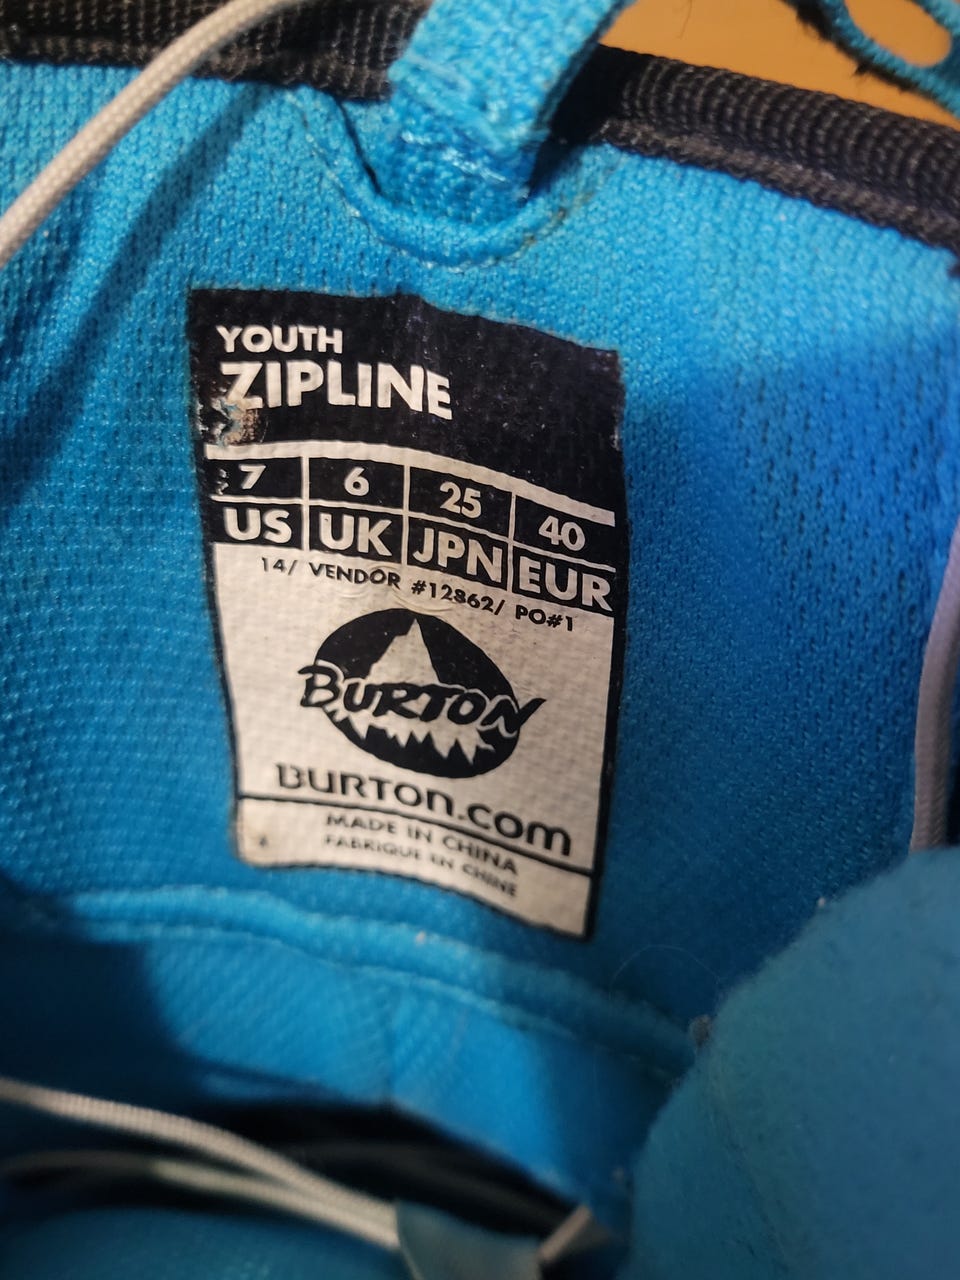 YOUTH
ZIPLINE
7 6 25 40
US UK JPN EUR
14/ VENDOR #12862/ PO#1
BURTON
BURTON.COM
MADE IN CHINA
FABRIQUE EN CHINE